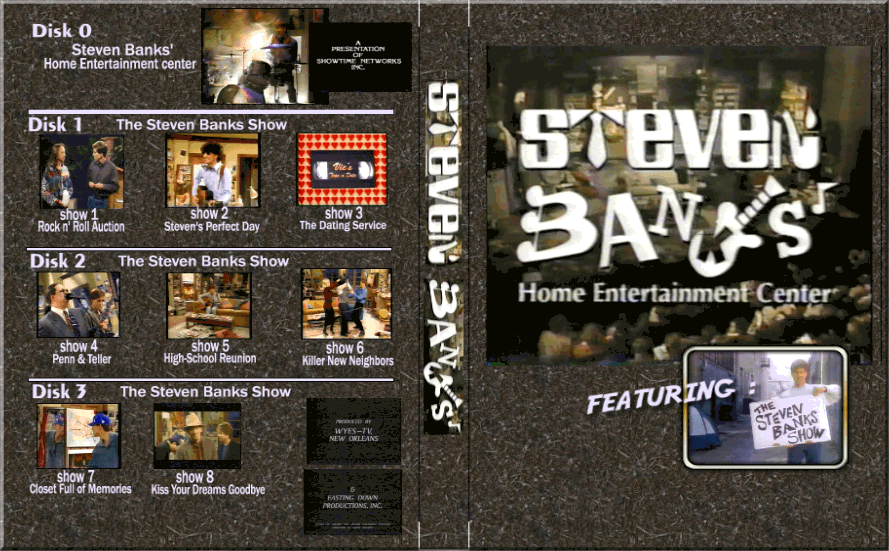 Disk 0
Steven Banks'
Home Entertainment center
A
PRESENTATION
OF
SHOWTIME NETWORKS
INC.
Disk 1
The Steven Banks Show
Vic's
show 1
Rock n' Roll Auction
show 2
Steven's Perfect Day
show 3
The Dating Service
Disk 2
The Steven Banks Show
show 4
Penn & Teller
show 5
High-School Reunion
show 6
Killer New Neighbors
Disk 3
The Steven Banks Show
show 7
Closet Full of Memories
show 8
Kiss Your Dreams Goodbye
PRODUCED BY
WYES-TV,
NEW ORLEANS
&
EASTING DOWN
PRODUCTIONS, INC.
STEVEN BANKS
STEVEN
BANKS'
Home Entertainment Center
FEATURING :
THE
STEVEN
BANKS
SHOW